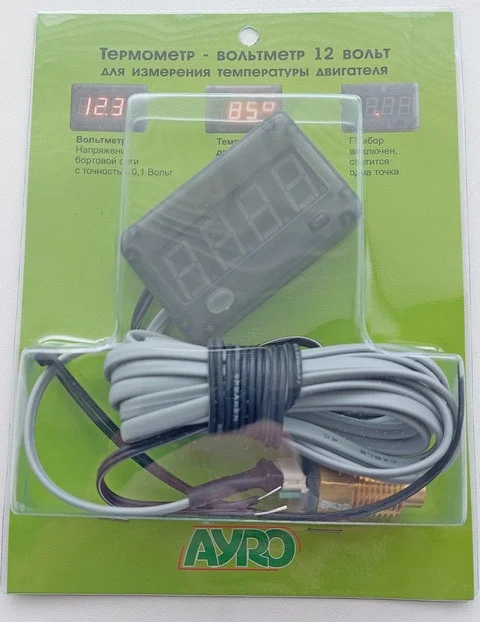 Термометр - вольтметр 12 вольт
для измерения температуры двигателя
12.3
85°
Вольтметр
Напряжение
бортовой сети
с точностью 0,1 Вольт
Прибор
выключен,
светится
одна точка
AYRO